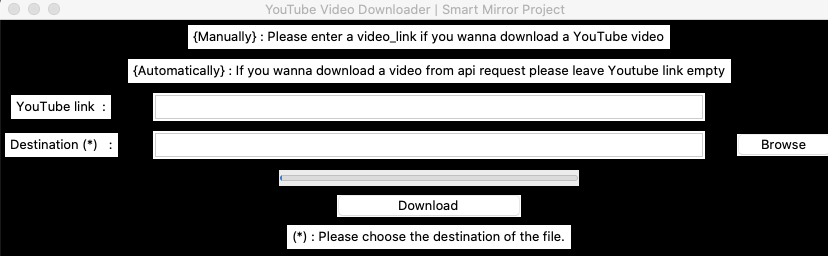 YouTube Video Downloader | Smart Mirror Project
{Manually} : Please enter a video_link if you wanna download a YouTube video
{Automatically} : If you wanna download a video from api request please leave Youtube link empty
YouTube link :
Destination (*) :
Browse
Download
(*) : Please choose the destination of the file.